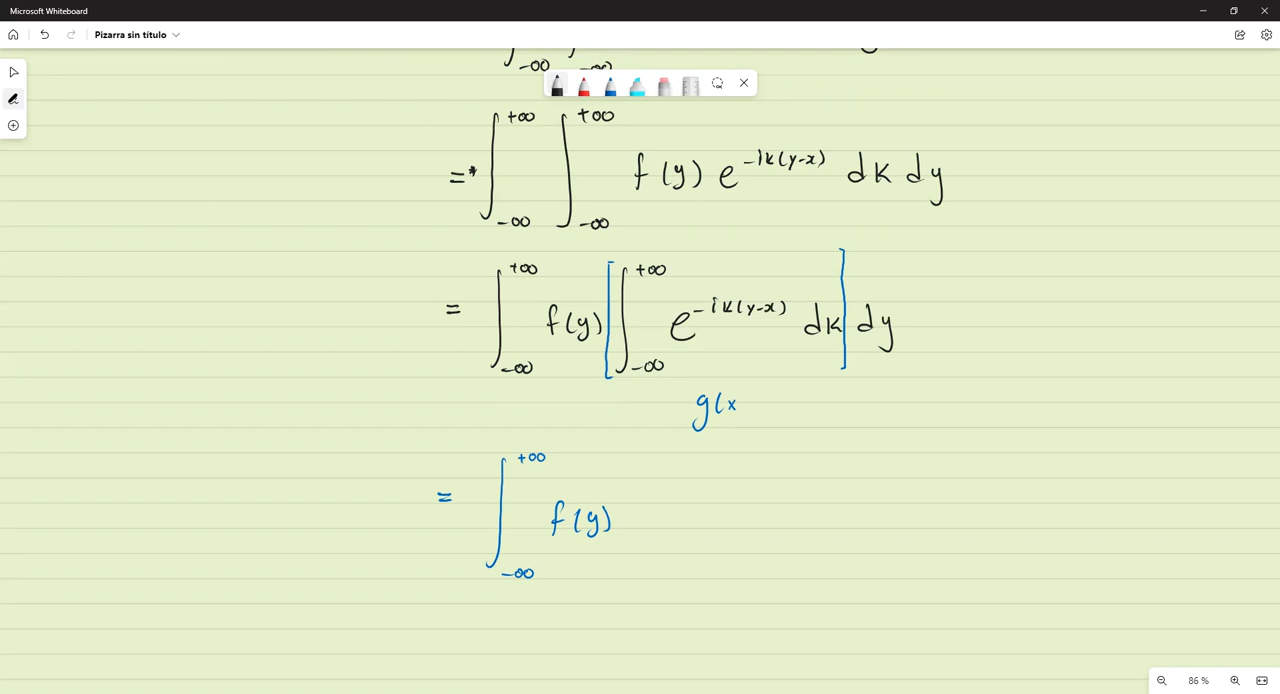 Microsoft Whiteboard
Pizarra sin título
∫_{-∞} ∫_{-∞}
=* ∫_{-∞}^{+∞} ∫_{-∞}^{+∞} f(y) e^{-ik(y-x)} dk dy
= ∫_{-∞}^{+∞} f(y) [∫_{-∞}^{+∞} e^{-ik(y-x)} dk] dy
g(x
= ∫_{-∞}^{+∞} f(y)
86 %